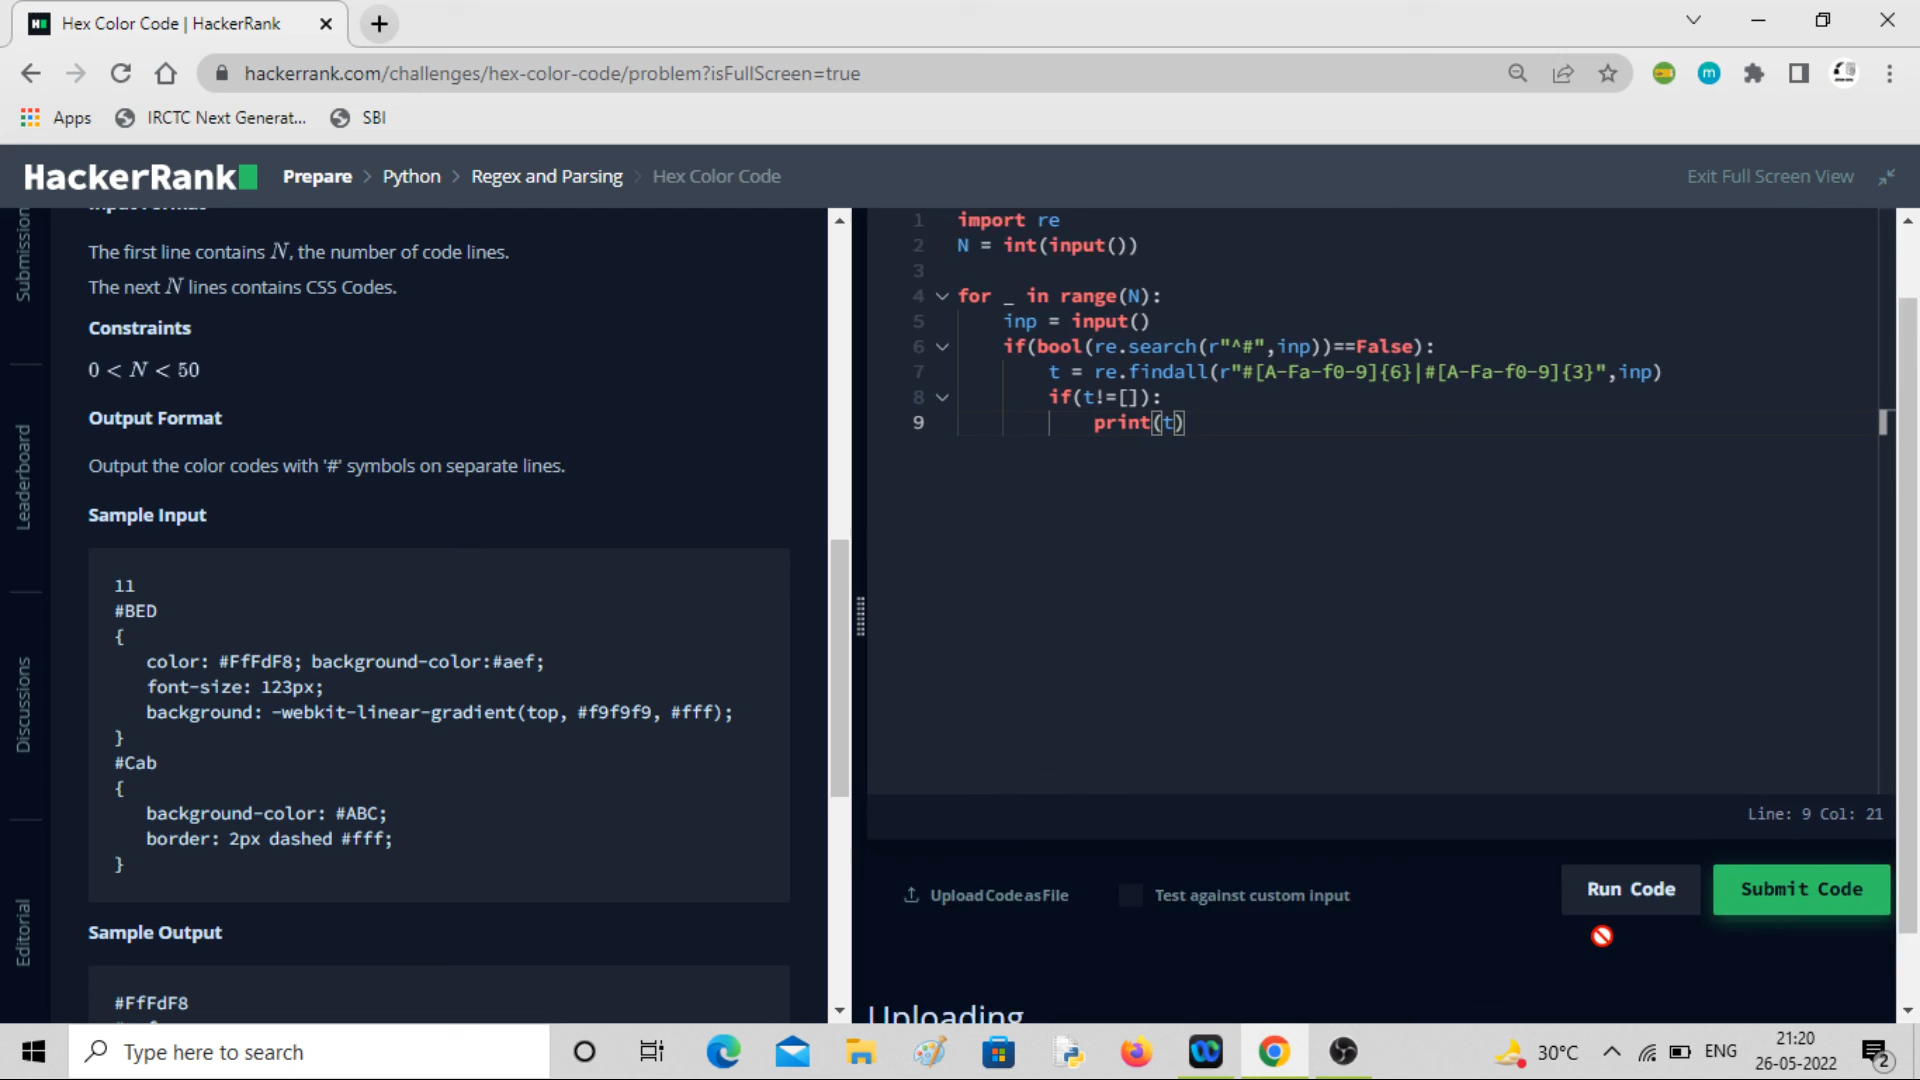 Hex Color Code | HackerRank
hackerrank.com/challenges/hex-color-code/problem?isFullScreen=true
m
Apps
IRCTC Next Generat...
SBI
HackerRank
Prepare > Python > Regex and Parsing > Hex Color Code
Exit Full Screen View
Submission
Leaderboard
Discussions
Editorial
Input Format
The first line contains N, the number of code lines.
The next N lines contains CSS Codes.
Constraints
0 < N < 50
Output Format
Output the color codes with '#' symbols on separate lines.
Sample Input
11
#BED
{
color: #FfFdF8; background-color:#aef;
font-size: 123px;
background: -webkit-linear-gradient(top, #f9f9f9, #fff);
}
#Cab
{
background-color: #ABC;
border: 2px dashed #fff;
}
Sample Output
#FfFdF8
1 import re
2 N = int(input())
3
4 for _ in range(N):
5 inp = input()
6 if(bool(re.search(r"^#",inp))==False):
7 t = re.findall(r"#[A-Fa-f0-9]{6}|#[A-Fa-f0-9]{3}",inp)
8 if(t!=[]):
9 print(t)
Line: 9 Col: 21
Upload Code as File
Test against custom input
Run Code
Submit Code
Uploading
Type here to search
30°C
ENG
21:20
26-05-2022
2